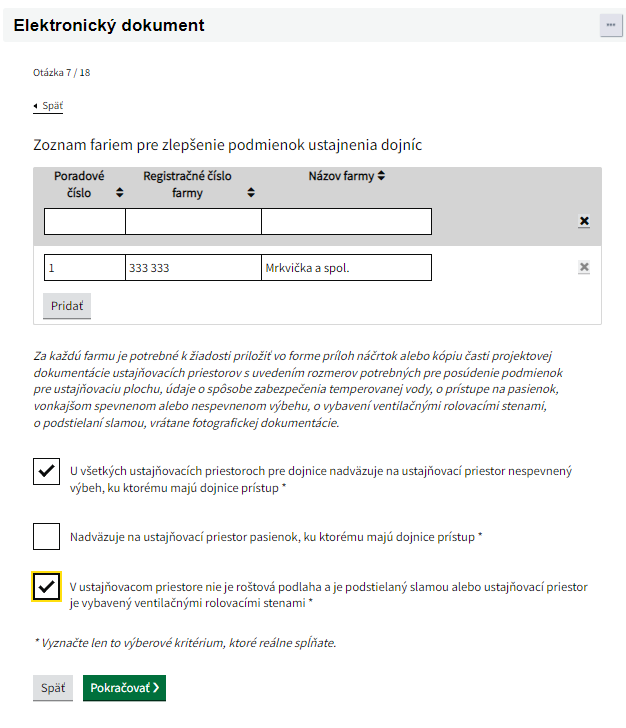 Elektronický dokument
Otázka 7 / 18
Späť
Zoznam fariem pre zlepšenie podmienok ustajnenia dojníc
Poradové číslo
Registračné číslo farmy
Názov farmy
1 333 333 Mrkvička a spol.
Pridať
Za každú farmu je potrebné k žiadosti priložiť vo forme príloh náčrtok alebo kópiu časti projektovej
dokumentácie ustajňovacích priestorov s uvedením rozmerov potrebných pre posúdenie podmienok
pre ustajňovaciu plochu, údaje o spôsobe zabezpečenia temperovanej vody, o prístupe na pasienok,
vonkajšom spevnenom alebo nespevnenom výbehu, o vybavení ventilačnými rolovacími stenami,
o podstielaní slamou, vrátane fotografickej dokumentácie.
U všetkých ustajňovacích priestoroch pre dojnice nadväzuje na ustajňovací priestor nespevnený
výbeh, ku ktorému majú dojnice prístup *
Nadväzuje na ustajňovací priestor pasienok, ku ktorému majú dojnice prístup *
V ustajňovacom priestore nie je roštová podlaha a je podstielaný slamou alebo ustajňovací priestor
je vybavený ventilačnými rolovacími stenami *
* Vyznačte len to výberové kritérium, ktoré reálne spĺňate.
Späť
Pokračovať